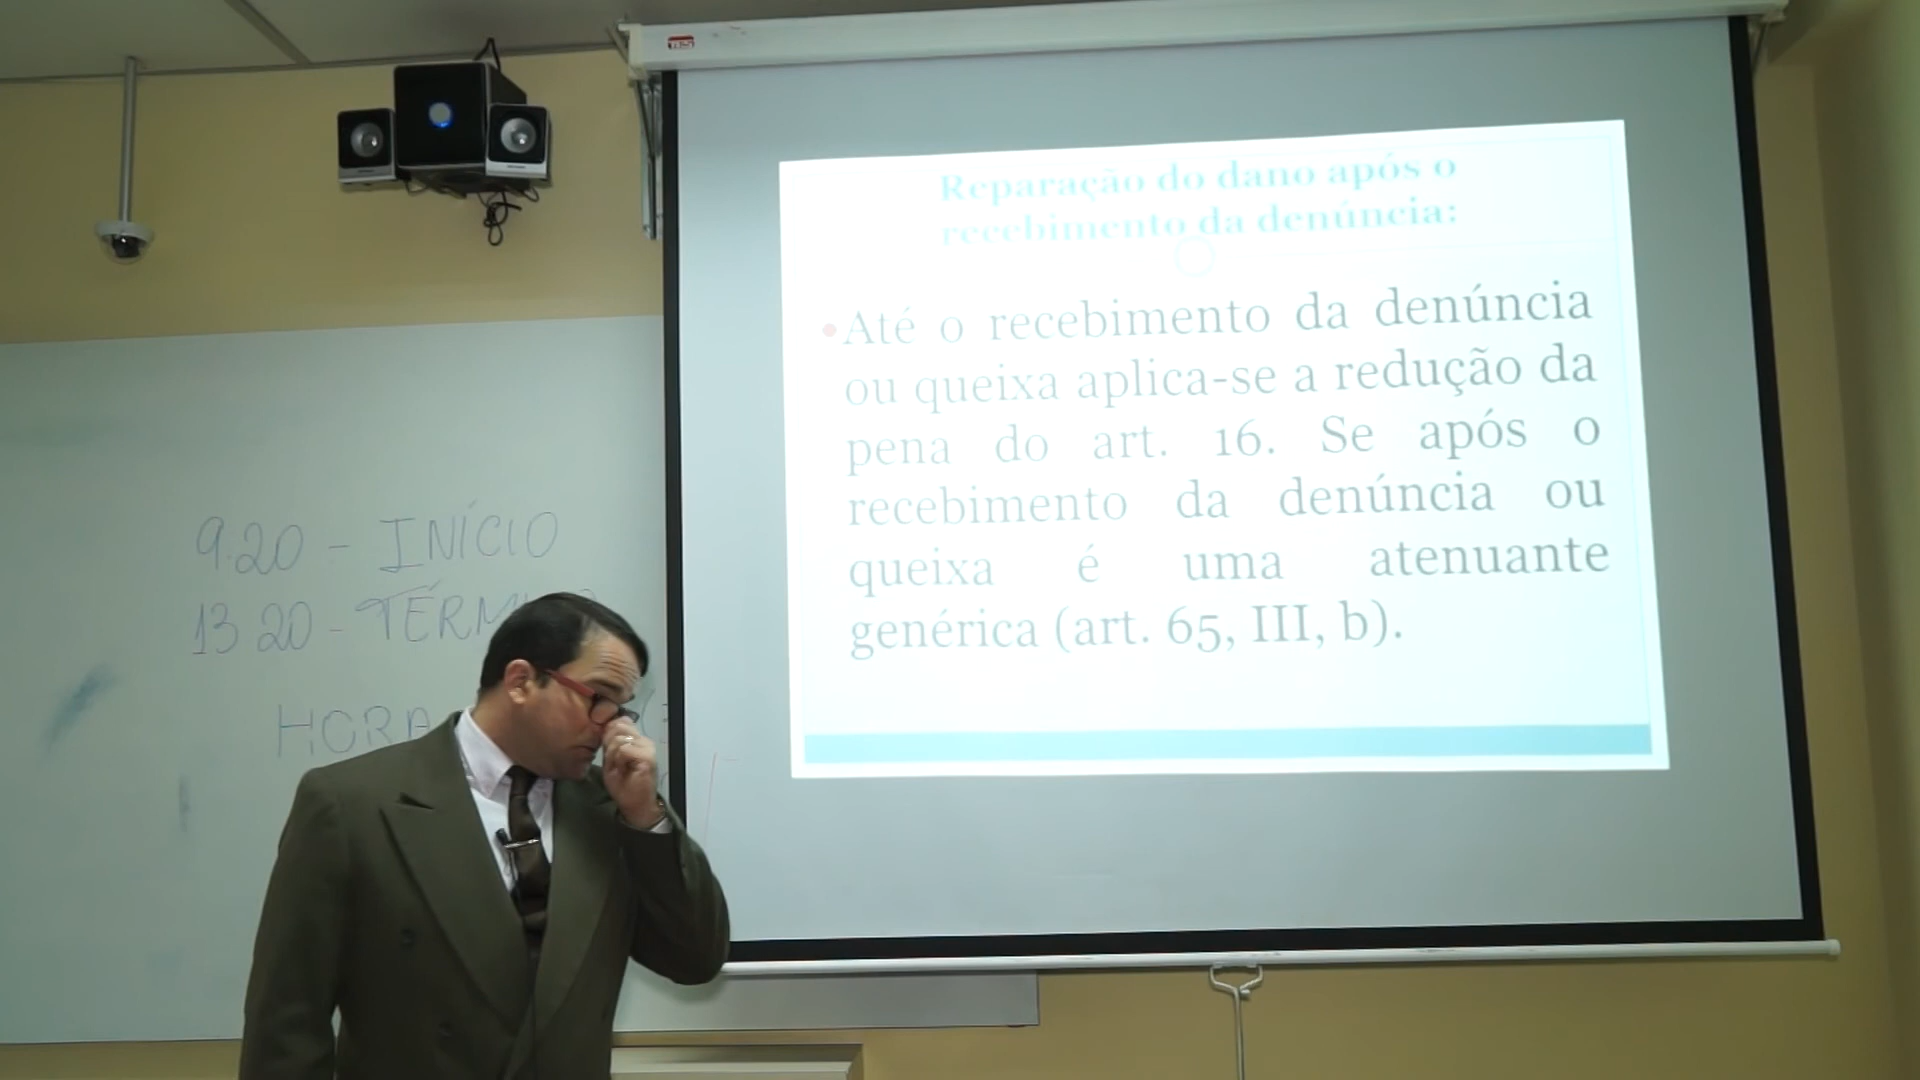 Reparação do dano após o
recebimento da denúncia:
•Até o recebimento da denúncia
ou queixa aplica-se a redução da
pena do art. 16. Se após o
recebimento da denúncia ou
queixa é uma atenuante
genérica (art. 65, III, b).
9.20 - INÍCIO
13 20 - TÉRM
HORA